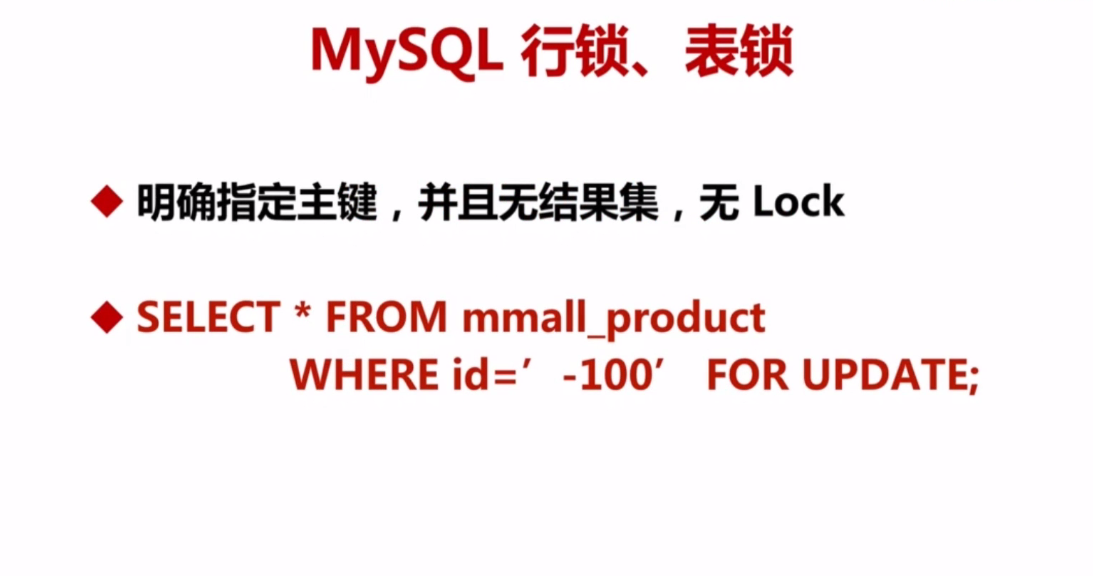 MySQL 行锁、表锁
◆ 明确指定主键，并且无结果集，无 Lock
◆ SELECT * FROM mmall_product
WHERE id=′ -100′ FOR UPDATE;